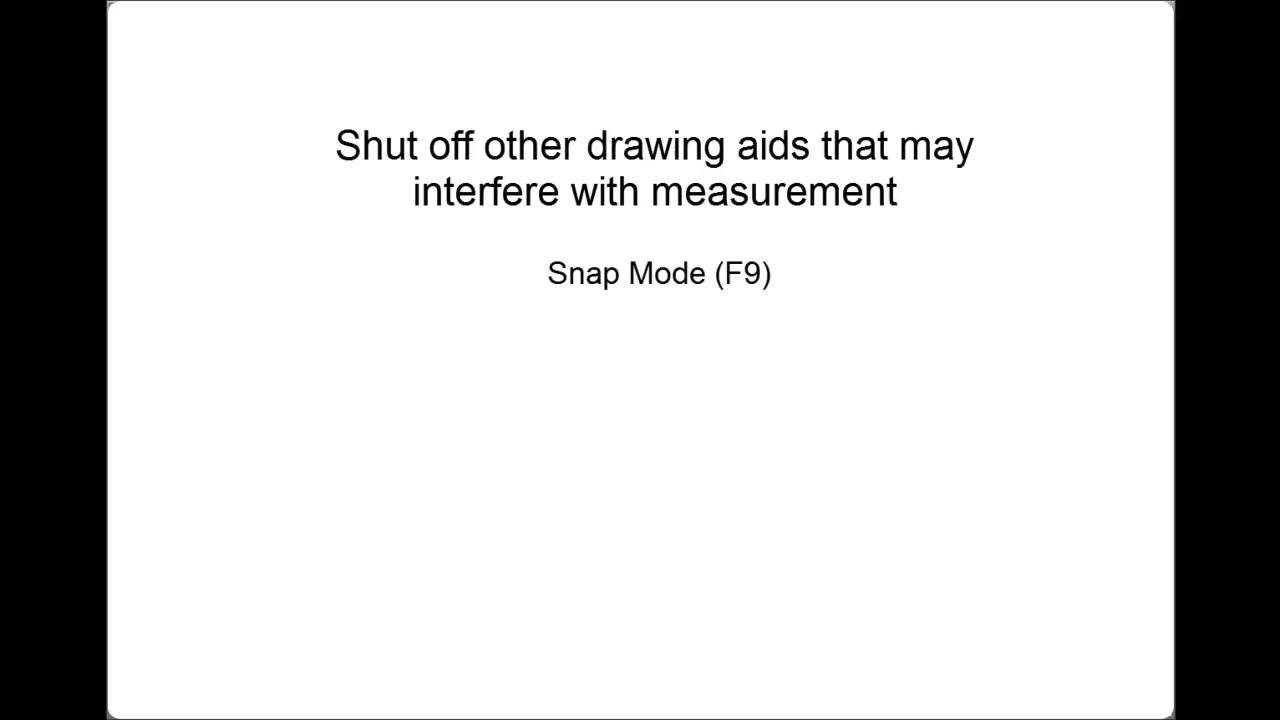 Shut off other drawing aids that may
interfere with measurement
Snap Mode (F9)